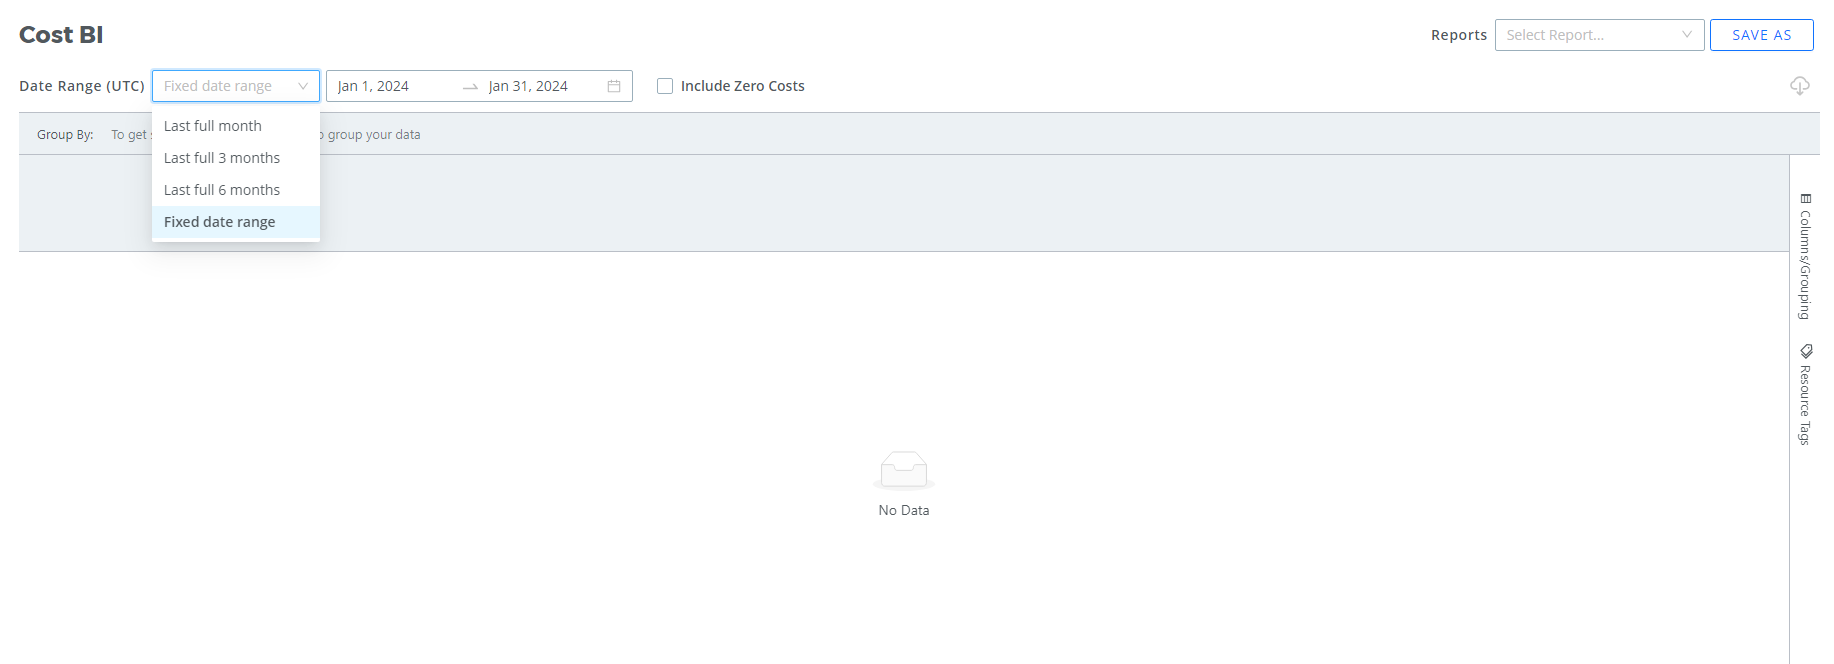 Cost BI
Reports Select Report... SAVE AS
Date Range (UTC) Fixed date range Jan 1, 2024 Jan 31, 2024 Include Zero Costs
Last full month
Group By: To get group your data
Last full 3 months
Last full 6 months
Fixed date range
Columns/Grouping
Resource Tags
No Data